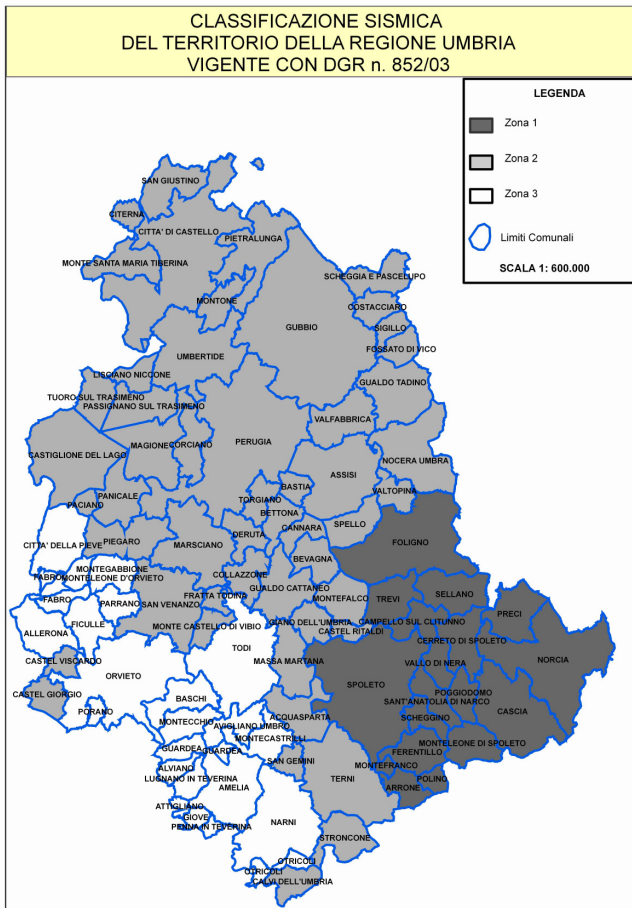 CLASSIFICAZIONE SISMICA
DEL TERRITORIO DELLA REGIONE UMBRIA
VIGENTE CON DGR n. 852/03
LEGENDA
Zona 1
Zona 2
Zona 3
Limiti Comunali
SCALA 1: 600.000
SAN GIUSTINO
CITERNA
CITTA' DI CASTELLO
PIETRALUNGA
MONTE SANTA MARIA TIBERINA
SCHEGGIA E PASCELUPO
MONTONE
COSTACCIARO
GUBBIO
SIGILLO
FOSSATO DI VICO
UMBERTIDE
LISCIANO NICCONE
GUALDO TADINO
TUORO SUL TRASIMENO
PASSIGNANO SUL TRASIMENO
VALFABBRICA
MAGIONE
CORCIANO
PERUGIA
CASTIGLIONE DEL LAGO
NOCERA UMBRA
ASSISI
BASTIA
VALTOPINA
PANICALE
PACIANO
TORGIANO
BETTONA
SPELLO
CANNARA
DERUTA
FOLIGNO
CITTA' DELLA PIEVE
PIEGARO
MARSCIANO
BEVAGNA
MONTEGABBIONE
FABRO
MONTELEONE D'ORVIETO
COLLAZZONE
GUALDO CATTANEO
SELLANO
FRATTA TODINA
MONTEFALCO
TREVI
FABRO
PARRANO
SAN VENANZO
PRECI
FICULLE
MONTE CASTELLO DI VIBIO
GIANO DELL'UMBRIA
CAMPELLO SUL CLITUNNO
ALLERONA
CASTEL RITALDI
CERRETO DI SPOLETO
TODI
CASTEL VISCARDO
MASSA MARTANA
VALLO DI NERA
NORCIA
ORVIETO
SPOLETO
POGGIODOMO
CASTEL GIORGIO
BASCHI
SANT'ANATOLIA DI NARCO
CASCIA
PORANO
MONTECCHIO
AVIGLIANO UMBRO
ACQUASPARTA
SCHEGGINO
MONTECASTRILLI
GUARDEA
GUARDEA
MONTELEONE DI SPOLETO
FERENTILLO
SAN GEMINI
ALVIANO
MONTEFRANCO
LUGNANO IN TEVERINA
TERNI
POLINO
AMELIA
ARRONE
ATTIGLIANO
GIOVE
NARNI
PENNA IN TEVERINA
STRONCONE
OTRICOLI
OTRICOLI
CALVI DELL'UMBRIA